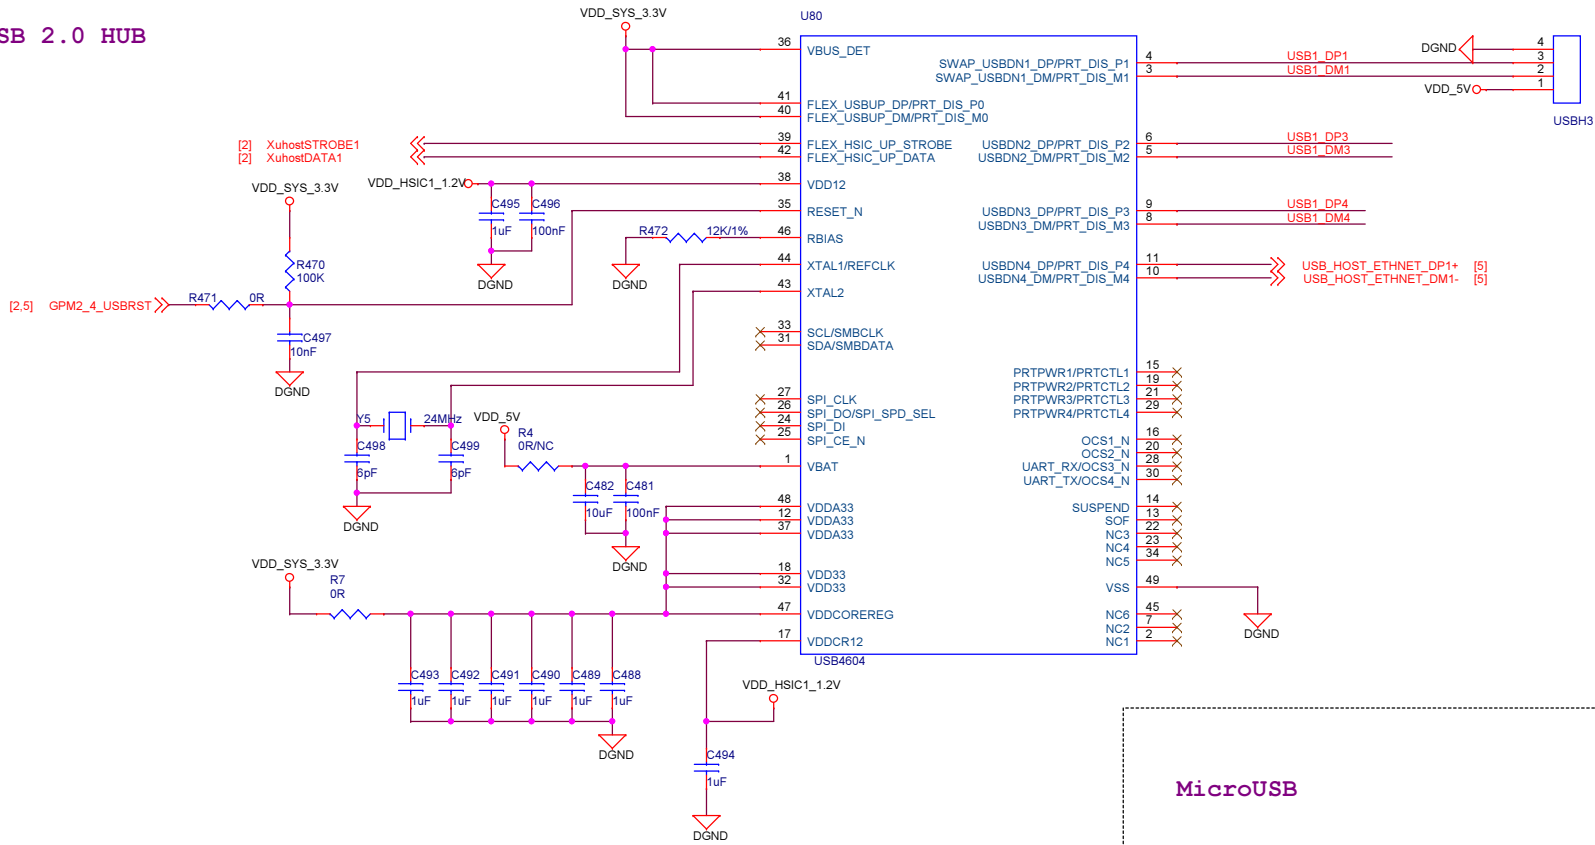 SB 2.0 HUB
VDD_SYS_3.3V
U80
36
VBUS_DET
41
FLEX_USBUP_DP/PRT_DIS_P0
40
FLEX_USBUP_DM/PRT_DIS_M0
[2] XuhostSTROBE1
39
FLEX_HSIC_UP_STROBE
[2] XuhostDATA1
42
FLEX_HSIC_UP_DATA
VDD_HSIC1_1.2V
38
VDD12
C495
1uF
C496
100nF
DGND
35
RESET_N
R472
12K/1%
46
RBIAS
DGND
44
XTAL1/REFCLK
43
XTAL2
VDD_SYS_3.3V
R470
100K
[2,5] GPM2_4_USBRST
R471
0R
C497
10nF
DGND
33
SCL/SMBCLK
31
SDA/SMBDATA
27
SPI_CLK
26
SPI_DO/SPI_SPD_SEL
24
SPI_DI
25
SPI_CE_N
Y5
24MHz
C498
6pF
C499
6pF
DGND
VDD_5V
R4
0R/NC
1
VBAT
C482
10uF
C481
100nF
DGND
48
VDDA33
12
VDDA33
37
VDDA33
18
VDD33
32
VDD33
VDD_SYS_3.3V
R7
0R
47
VDDCOREREG
17
VDDCR12
USB4604
C493
1uF
C492
1uF
C491
1uF
C490
1uF
C489
1uF
C488
1uF
DGND
VDD_HSIC1_1.2V
C494
1uF
DGND
SWAP_USBDN1_DP/PRT_DIS_P1
4
USB1_DP1
SWAP_USBDN1_DM/PRT_DIS_M1
3
USB1_DM1
DGND
VDD_5V
4
3
2
1
USBH3
USBDN2_DP/PRT_DIS_P2
6
USB1_DP3
USBDN2_DM/PRT_DIS_M2
5
USB1_DM3
USBDN3_DP/PRT_DIS_P3
9
USB1_DP4
USBDN3_DM/PRT_DIS_M3
8
USB1_DM4
USBDN4_DP/PRT_DIS_P4
11
USB_HOST_ETHNET_DP1+ [5]
USBDN4_DM/PRT_DIS_M4
10
USB_HOST_ETHNET_DM1- [5]
PRTPWR1/PRTCTL1
15
PRTPWR2/PRTCTL2
19
PRTPWR3/PRTCTL3
21
PRTPWR4/PRTCTL4
29
OCS1_N
16
OCS2_N
20
UART_RX/OCS3_N
28
UART_TX/OCS4_N
30
SUSPEND
14
SOF
13
NC3
22
NC4
23
NC5
34
VSS
49
DGND
NC6
45
NC2
7
NC1
2
MicroUSB